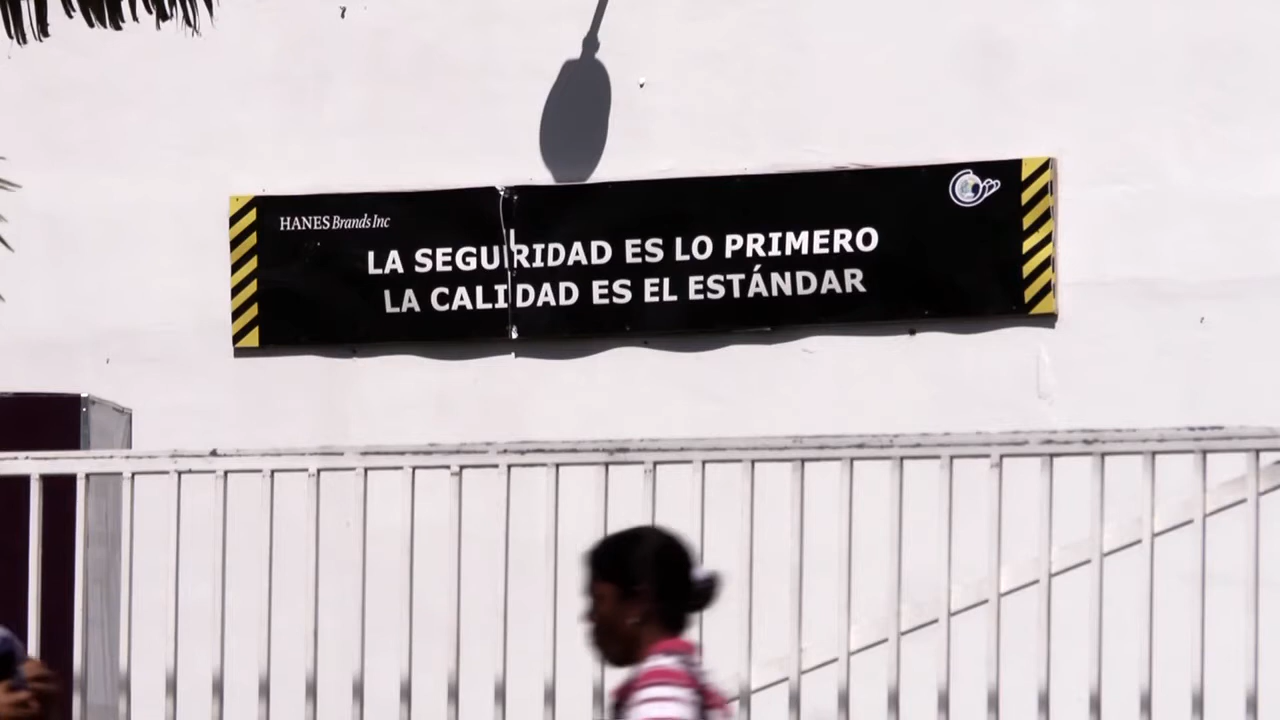 HANES Brands Inc
LA SEGURIDAD ES LO PRIMERO
LA CALIDAD ES EL ESTÁNDAR